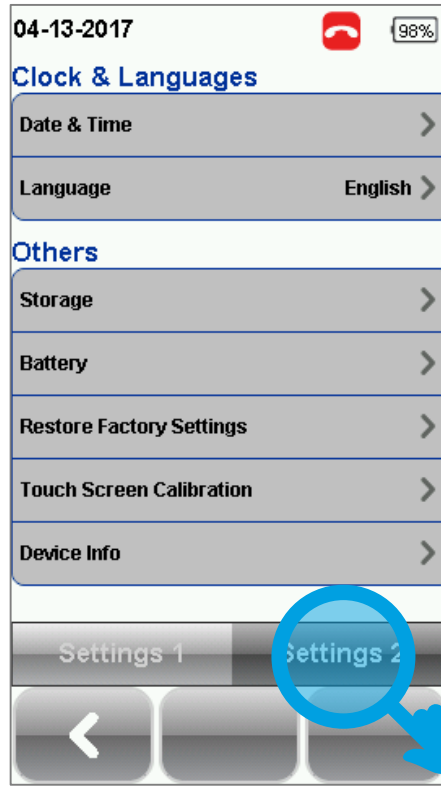 04-13-2017 98%
Clock & Languages
Date & Time
Language English
Others
Storage
Battery
Restore Factory Settings
Touch Screen Calibration
Device Info
Settings 1 Settings 2